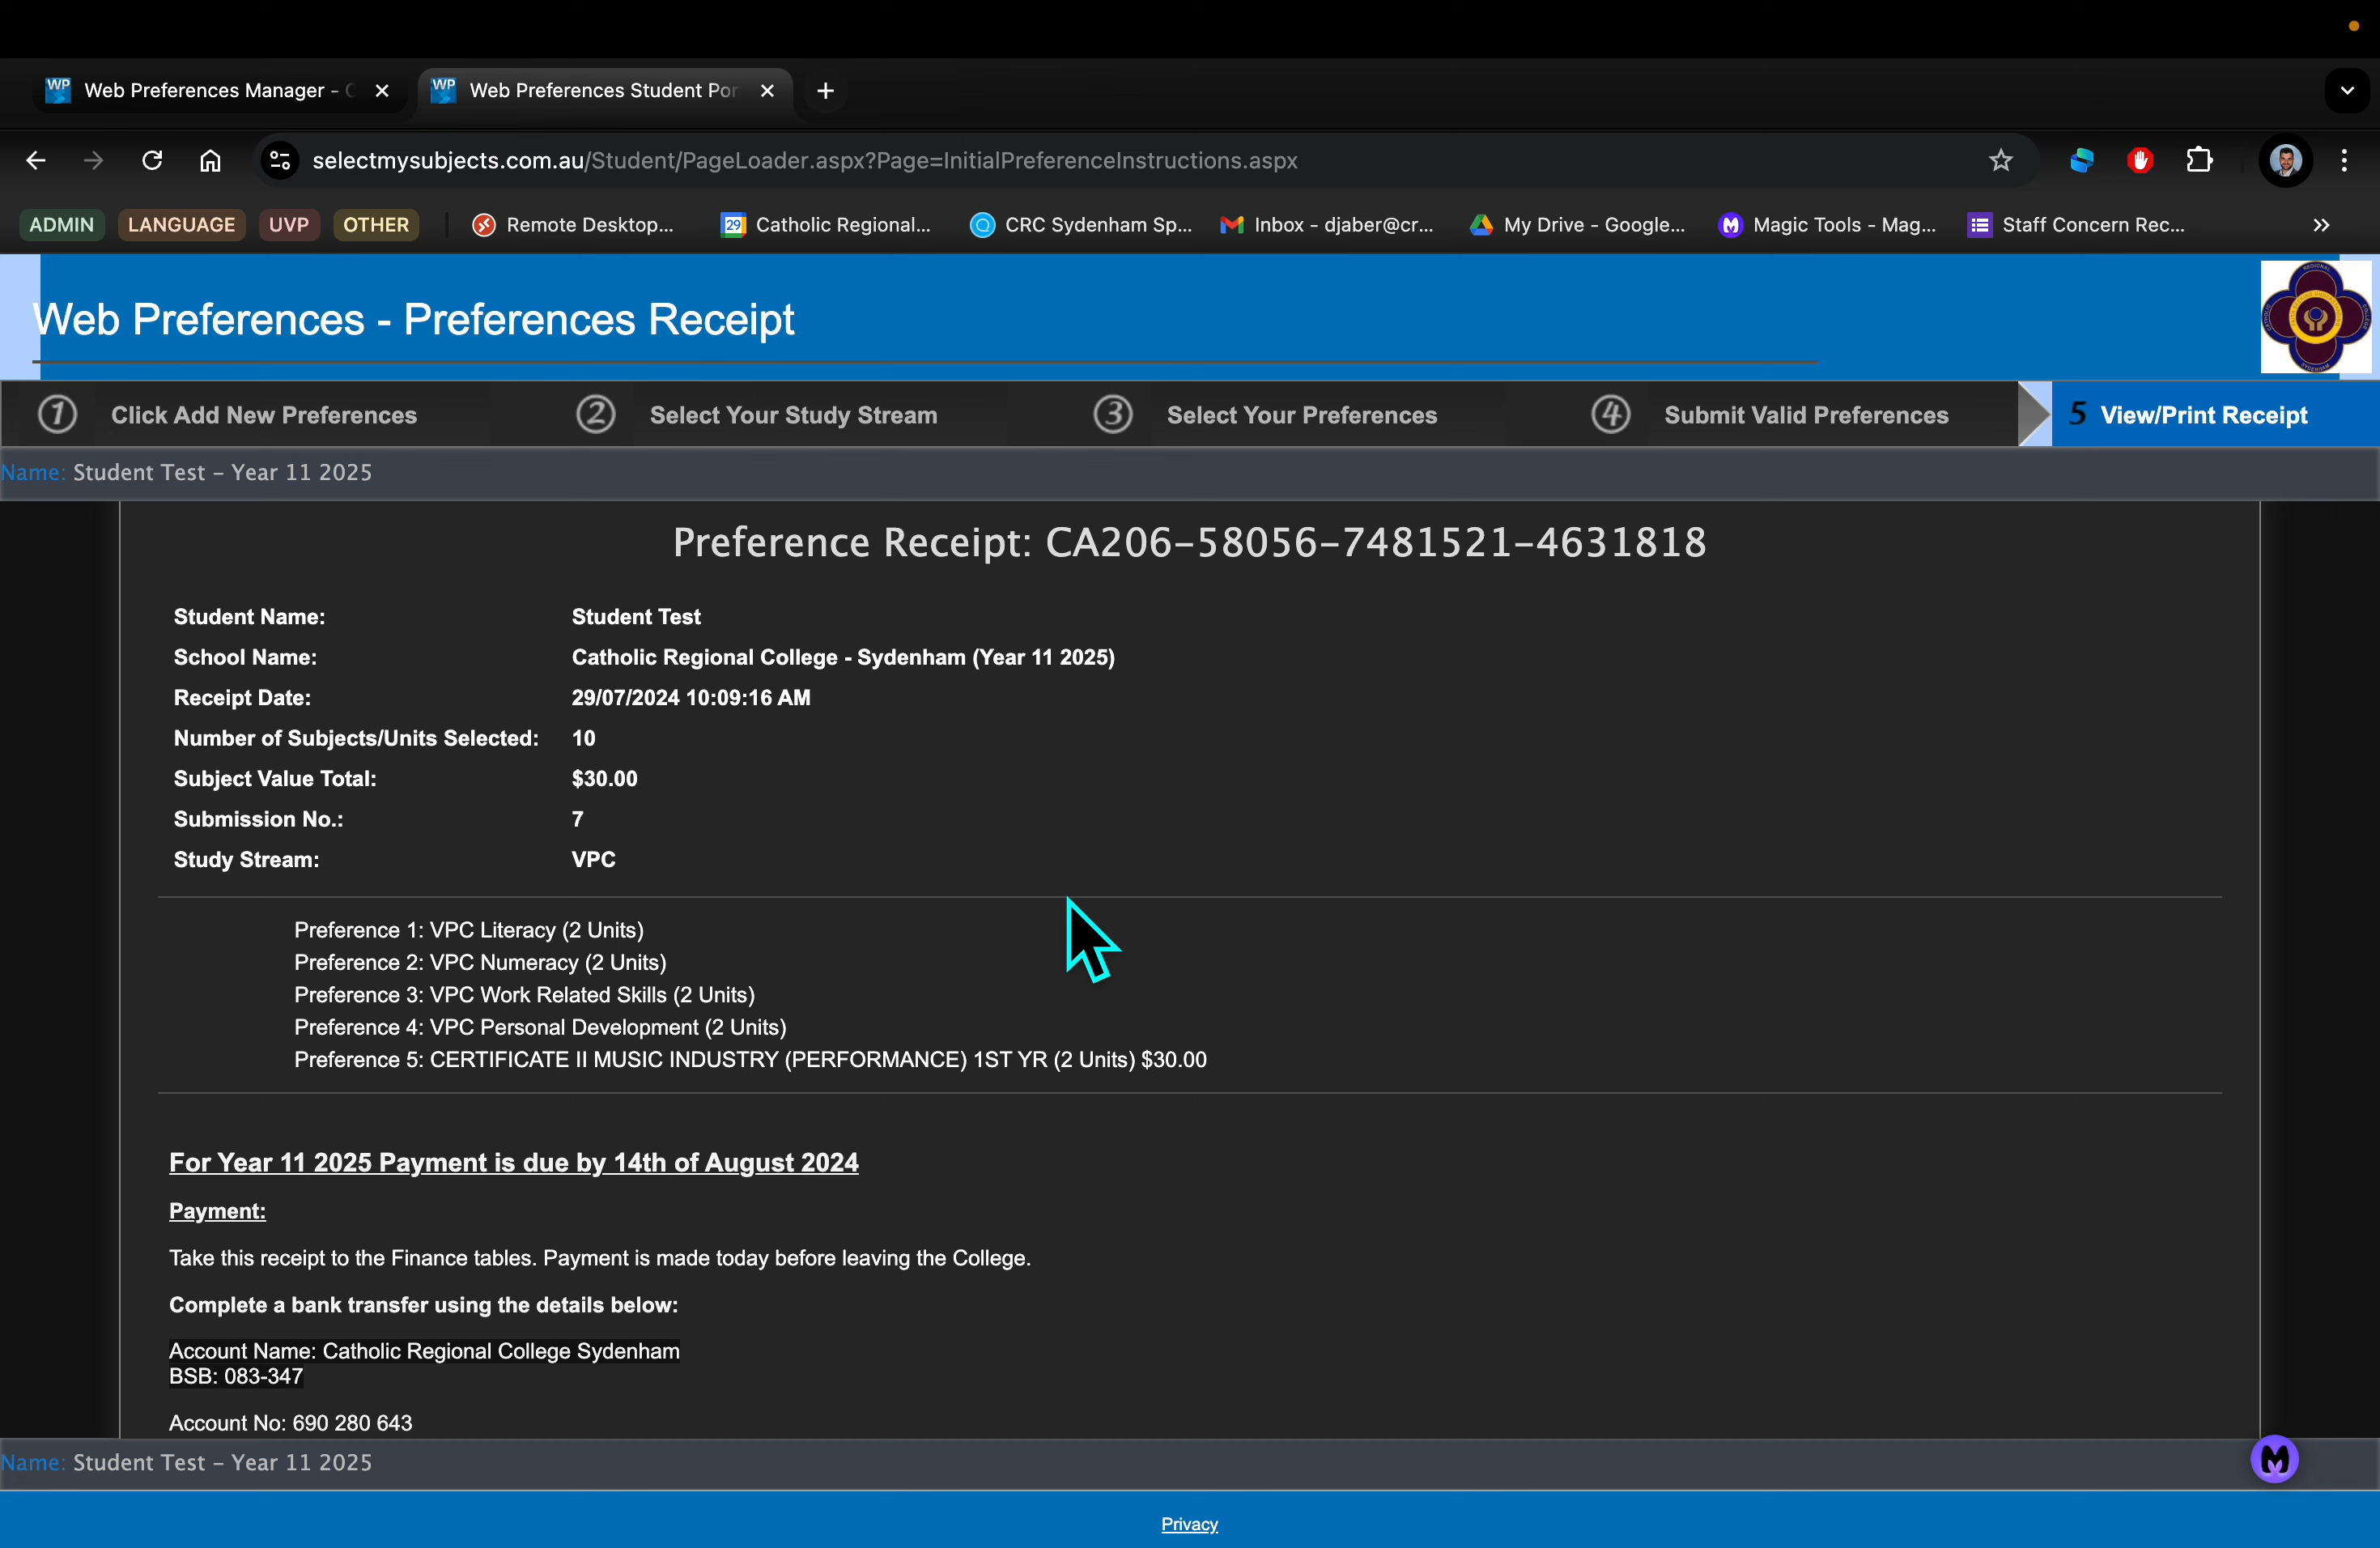 Web Preferences Manager -
Web Preferences Student Por
selectmysubjects.com.au/Student/PageLoader.aspx?Page=InitialPreferenceInstructions.aspx
ADMIN LANGUAGE UVP OTHER Remote Desktop... Catholic Regional... CRC Sydenham Sp... Inbox - djaber@cr... My Drive - Google... Magic Tools - Mag... Staff Concern Rec...
Web Preferences - Preferences Receipt
1 Click Add New Preferences 2 Select Your Study Stream 3 Select Your Preferences 4 Submit Valid Preferences 5 View/Print Receipt
Name: Student Test - Year 11 2025
Preference Receipt: CA206-58056-7481521-4631818
Student Name: Student Test
School Name: Catholic Regional College - Sydenham (Year 11 2025)
Receipt Date: 29/07/2024 10:09:16 AM
Number of Subjects/Units Selected: 10
Subject Value Total: $30.00
Submission No.: 7
Study Stream: VPC
Preference 1: VPC Literacy (2 Units)
Preference 2: VPC Numeracy (2 Units)
Preference 3: VPC Work Related Skills (2 Units)
Preference 4: VPC Personal Development (2 Units)
Preference 5: CERTIFICATE II MUSIC INDUSTRY (PERFORMANCE) 1ST YR (2 Units) $30.00
For Year 11 2025 Payment is due by 14th of August 2024
Payment:
Take this receipt to the Finance tables. Payment is made today before leaving the College.
Complete a bank transfer using the details below:
Account Name: Catholic Regional College Sydenham
BSB: 083-347
Account No: 690 280 643
Name: Student Test - Year 11 2025
Privacy